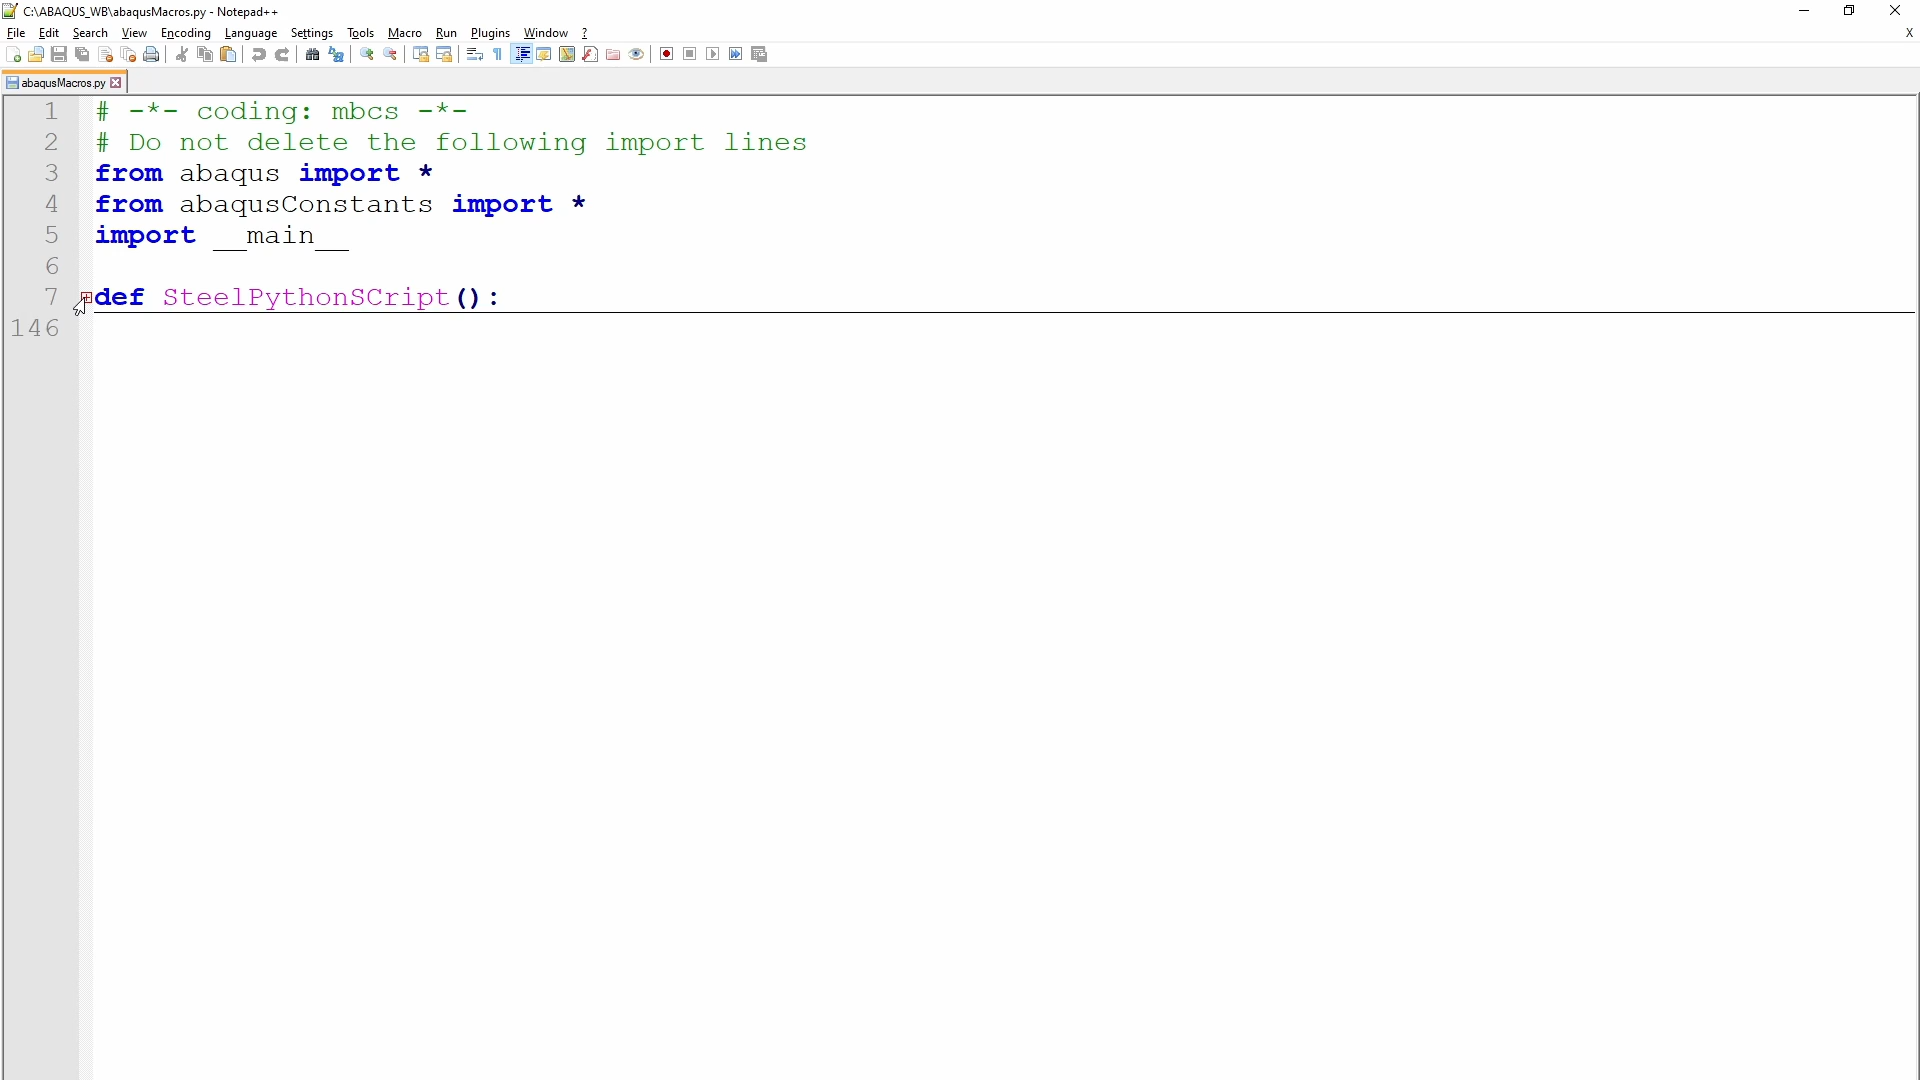 C:\ABAQUS_WB\abaqusMacros.py - Notepad++
File Edit Search View Encoding Language Settings Tools Macro Run Plugins Window ? X
abaqusMacros.py
1 # -*- coding: mbcs -*-
2 # Do not delete the following import lines
3 from abaqus import *
4 from abaqusConstants import *
5 import __main__
6
7 def SteelPythonSCript():
146